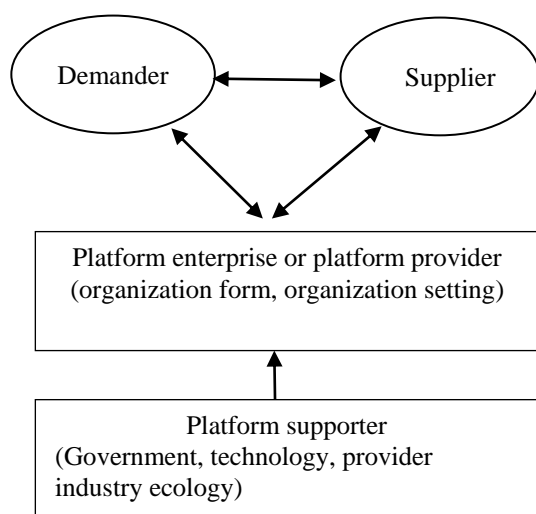 Demander
Supplier
Platform enterprise or platform provider
(organization form, organization setting)
Platform supporter
(Government, technology, provider
industry ecology)